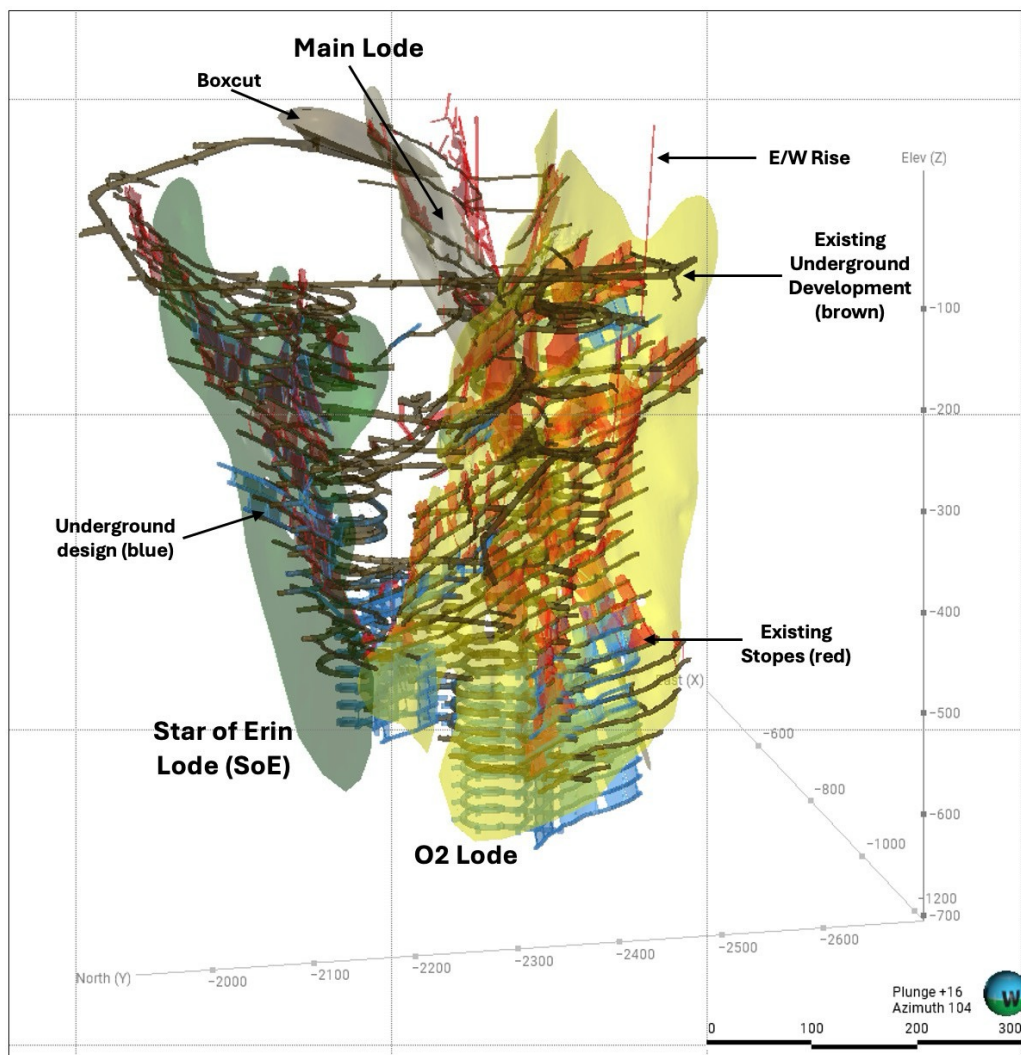 Main Lode
Boxcut
E/W Rise
Elev (Z)
Existing
Underground
Development
(brown)
-100
-200
-300
Underground
design (blue)
-400
Existing
Stopes (red)
East (X)
-500
-600
Star of Erin
Lode (SoE)
-800
-600
O2 Lode
-1000
-1200
-700
-2600
-2500
-2400
-2300
-2200
-2100
-2000
North (Y)
Plunge +16
Azimuth 104
W
0 100 200 300